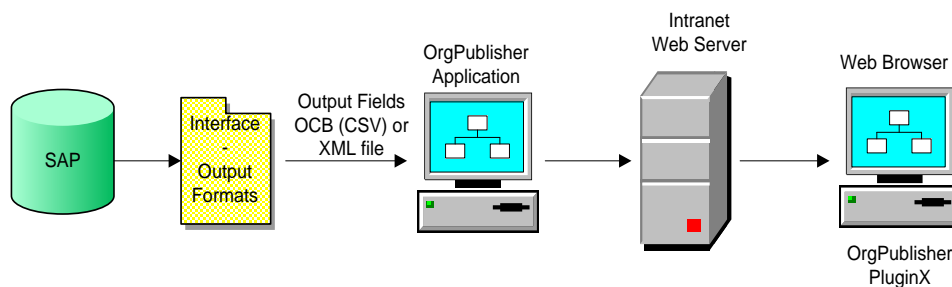 SAP
Interface
-
Output
Formats
Output Fields
OCB (CSV) or
XML file
OrgPublisher
Application
Intranet
Web Server
Web Browser
OrgPublisher
PluginX